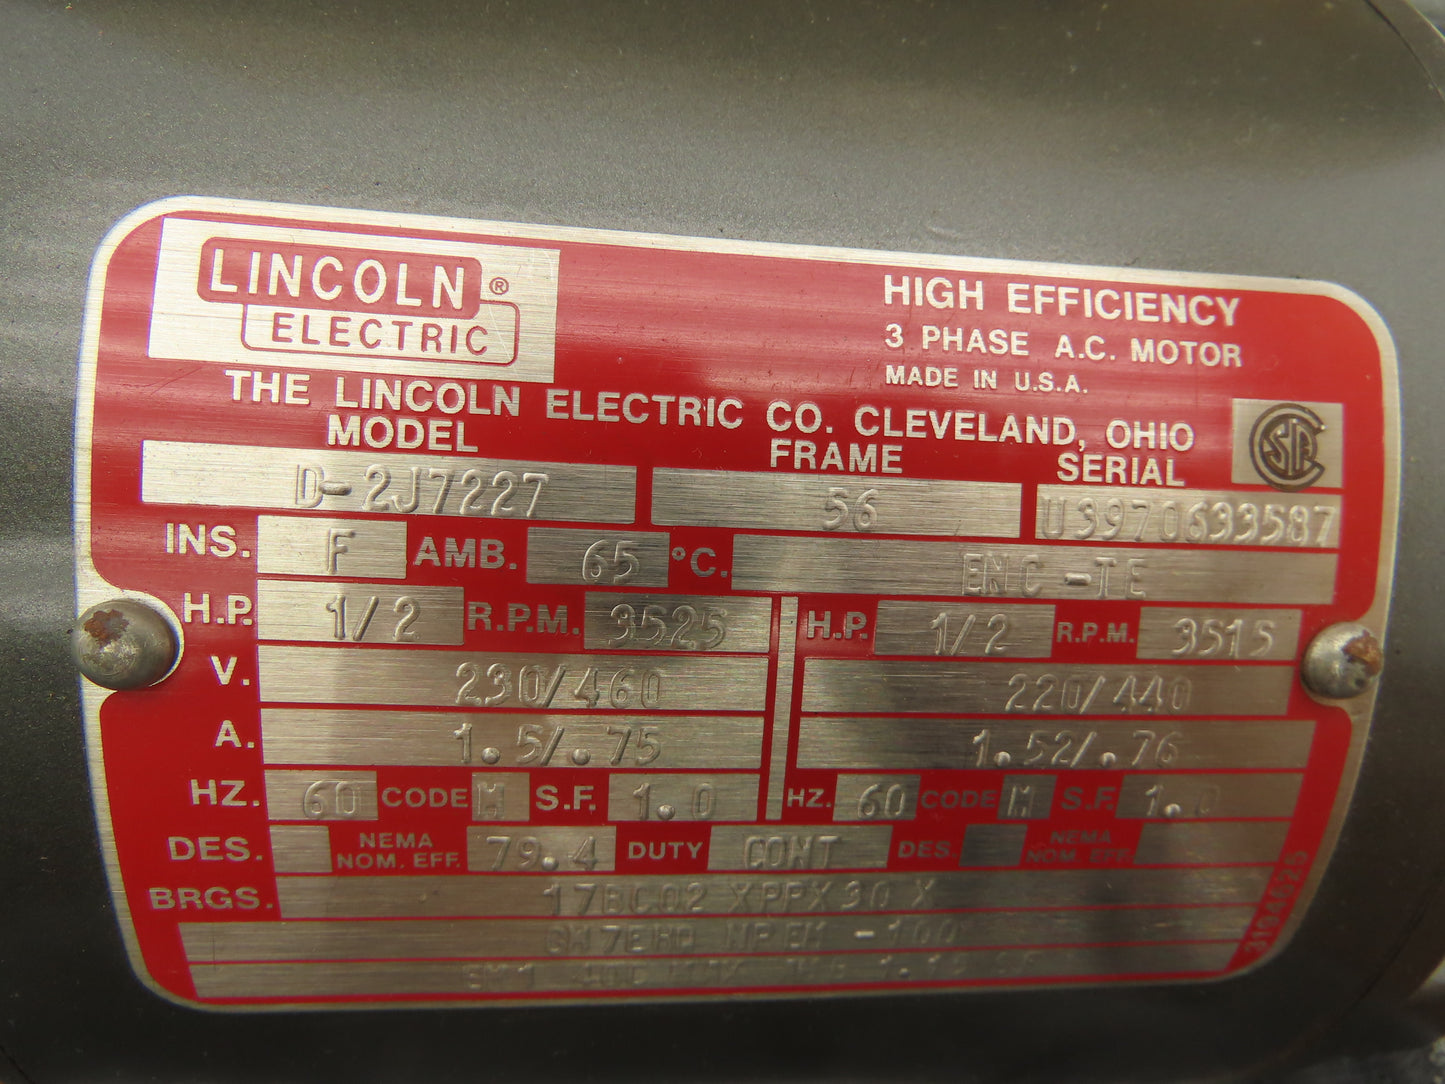 LINCOLN ®
ELECTRIC
HIGH EFFICIENCY
3 PHASE A.C. MOTOR
MADE IN U.S.A.
THE LINCOLN ELECTRIC CO. CLEVELAND, OHIO
MODEL FRAME SERIAL
D-2J7227 56 U3970633587
INS. F AMB. 65 °C. ENC-TE
H.P. 1/2 R.P.M. 3525 H.P. 1/2 R.P.M. 3515
V. 230/460 220/440
A. 1.5/.75 1.52/.76
HZ. 60 CODE M S.F. 1.0 HZ. 60 CODE M S.F. 1.0
DES. NEMA NOM. EFF. 79.4 DUTY CONT DES. NEMA NOM. EFF.
BRGS. 17BC02 XPPX30 X
NPEM -100